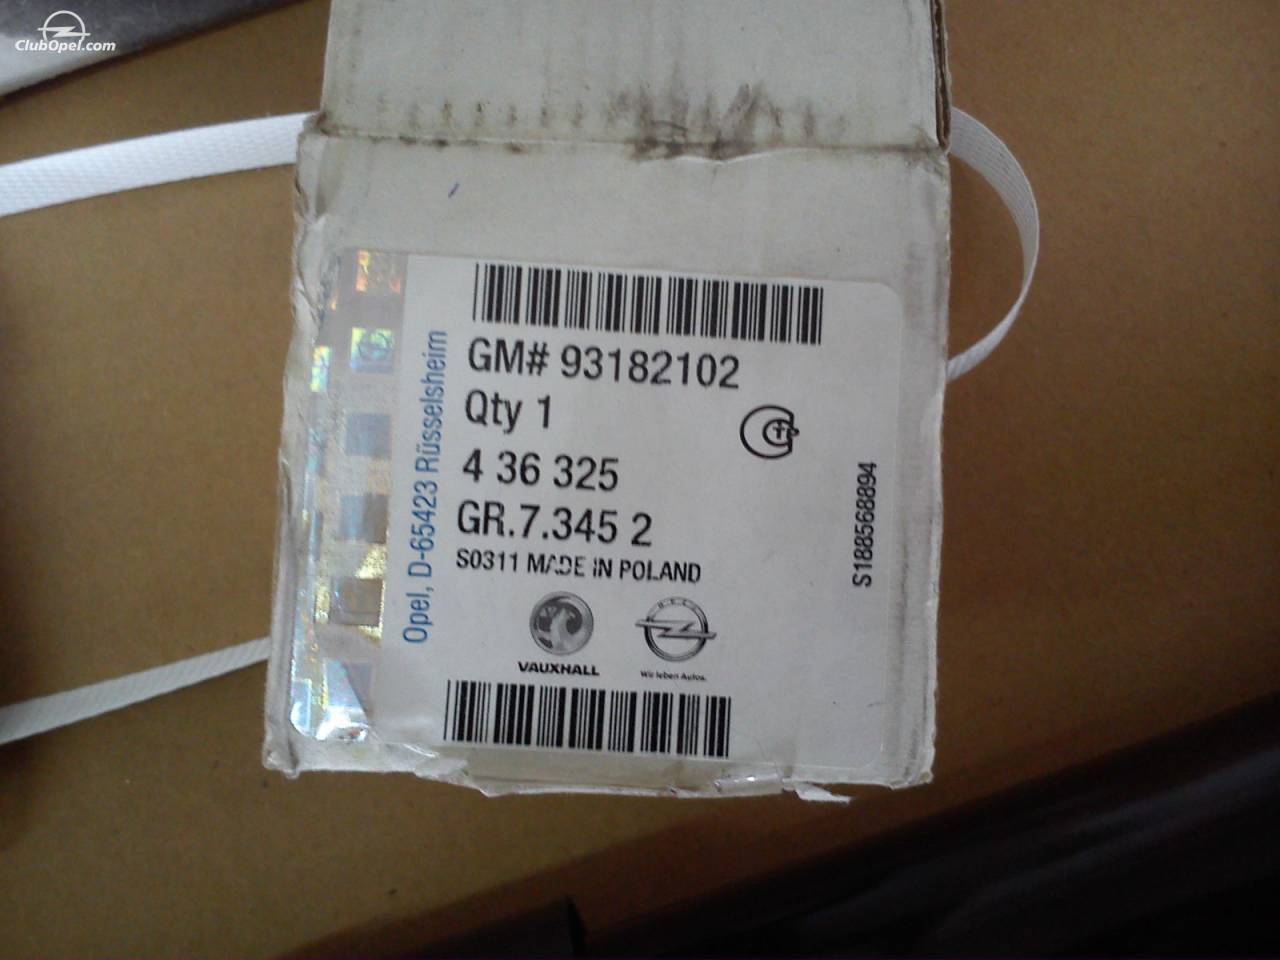 ClubOpel.com
GM# 93182102
Qty 1
4 36 325
GR.7.345 2
S0311 MADE IN POLAND
Opel, D-65423 Rüsselsheim
S188568894
VAUXHALL
OPEL
Wir leben Autos.